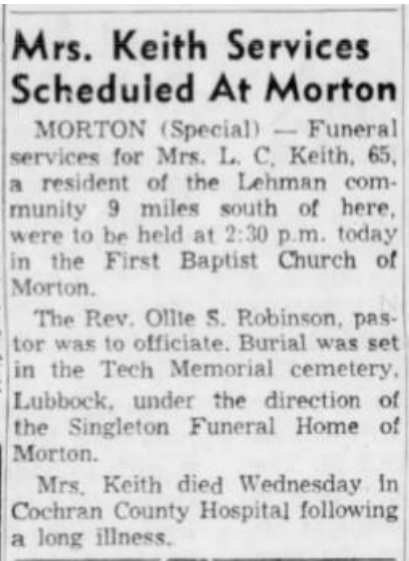 Mrs. Keith Services
Scheduled At Morton
MORTON (Special) — Funeral
services for Mrs. L. C. Keith, 65,
a resident of the Lehman com-
munity 9 miles south of here,
were to be held at 2:30 p.m. today
in the First Baptist Church of
Morton.
The Rev. Ollie S. Robinson, pas-
tor was to officiate. Burial was set
in the Tech Memorial cemetery,
Lubbock, under the direction of
the Singleton Funeral Home of
Morton.
Mrs. Keith died Wednesday in
Cochran County Hospital following
a long illness.